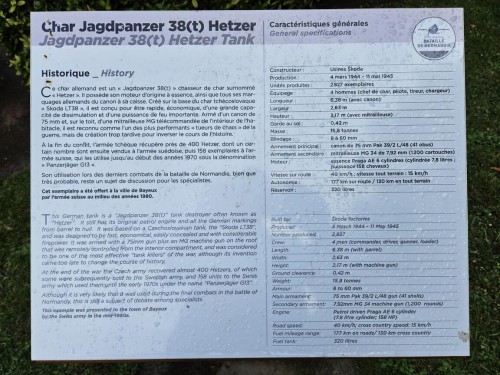 Char Jagdpanzer 38(t) Hetzer
Jagdpanzer 38(t) Hetzer Tank
Historique _ History
Ce char allemand est un « Jagdpanzer 38(t) » chasseur de char surnommé
« Hetzer ». Il possède son moteur d'origine à essence, ainsi que tous ses mar-
quages allemands du canon à sa caisse. Créé sur la base du char tchécoslovaque
"Skoda LT38 », il est conçu pour être rapide, économique, d'une grande capa-
cité de dissimulation et d'une puissance de feu importante. Armé d'un canon de
75 mm et, sur le toit, d'une mitrailleuse MG télécommandée de l'intérieur de l'ha-
bitacle, il est reconnu comme l'un des plus performants « tueurs de chars » de la
guerre, mais de création trop tardive pour inverser le cours de l'histoire.
À la fin du conflit, l'armée tchèque récupère près de 400 Hetzer, dont un cer-
tain nombre sont ensuite vendus à l'armée suédoise, puis 158 exemplaires à l'ar-
mée suisse, qui les utilise jusqu'au début des années 1970 sous la dénomination
« Panzerjäger G13 ».
Son utilisation lors des derniers combats de la bataille de Normandie, bien que
très probable, reste un sujet de discussion pour les spécialistes.
Cet exemplaire a été offert à la ville de Bayeux
par l'armée suisse au milieu des années 1980.
This German tank is a "Jagdpanzer 38(t)" tank destroyer often known as
"Hetzer". It still has its original petrol engine and all the German markings
from barrel to hull. It was based on a Czechoslovakian tank, the "Skoda LT38",
and was designed to be fast, economical, easily concealed and with considerable
firepower. It was armed with a 75mm gun plus an MG machine gun on the roof
that was remotely controlled from the interior compartment, and was considered
to be one of the most effective "tank killers" of the war, although its invention
came too late to change the course of history.
At the end of the war the Czech army recovered almost 400 Hetzers, of which
some were subsequently sold to the Swedish army, and 158 units to the Swiss
army which used them until the early 1970s under the name "Panzerjäger G13".
Although it is very likely that it was used during the final combats in the battle of
Normandy, this is still a subject of debate among specialists.
This example was presented to the town of Bayeux
by the Swiss army in the mid-1980s.
Caractéristiques générales
General specifications
BATAILLE
DE NORMANDIE
Constructeur : Usines Skoda
Production : 4 mars 1944 - 11 mai 1945
Unités produites : 2827 exemplaires
Équipage : 4 hommes (chef de char, pilote, tireur, chargeur)
Longueur : 6,38 m (avec canon)
Largeur : 2,63 m
Hauteur : 2,17 m (avec mitrailleuse)
Garde au sol : 0,42 m
Masse : 15,8 tonnes
Blindage : 8 à 60 mm
Armement principal : canon de 75 mm Pak 39/2 L/48 (41 obus)
Armement secondaire : mitrailleuse MG 34 de 7,92 mm (1200 cartouches)
Moteur : essence Praga AE 6 cylindres (cylindrée 7,8 litres ;
puissance 158 chevaux)
Vitesse sur route : 40 km/h ; vitesse tout terrain : 15 km/h
Autonomie : 177 km sur route / 130 km en tout terrain
Réservoir : 320 litres
Built by: Skoda factories
Produced: 4 March 1944 - 11 May 1945
Number produced: 2,827
Crew: 4 men (commander, driver, gunner, loader)
Length: 6.38 m (with barrel)
Width: 2.63 m
Height: 2.17 m (with machine gun)
Ground clearance: 0.42 m
Weight: 15.8 tonnes
Armour: 8 to 60 mm
Main armament: 75 mm Pak 39/2 L/48 gun (41 shells)
Secondary armament: 7.92mm MG 34 machine gun (1,200 rounds)
Engine: Petrol driven Praga AE 6 cylinder
(7.8 litre cylinder; 158 HP)
Road speed: 40 km/h; cross country speed: 15 km/h
Fuel mileage range: 177 km on roads/ 130 km cross country
Fuel tank: 320 litres